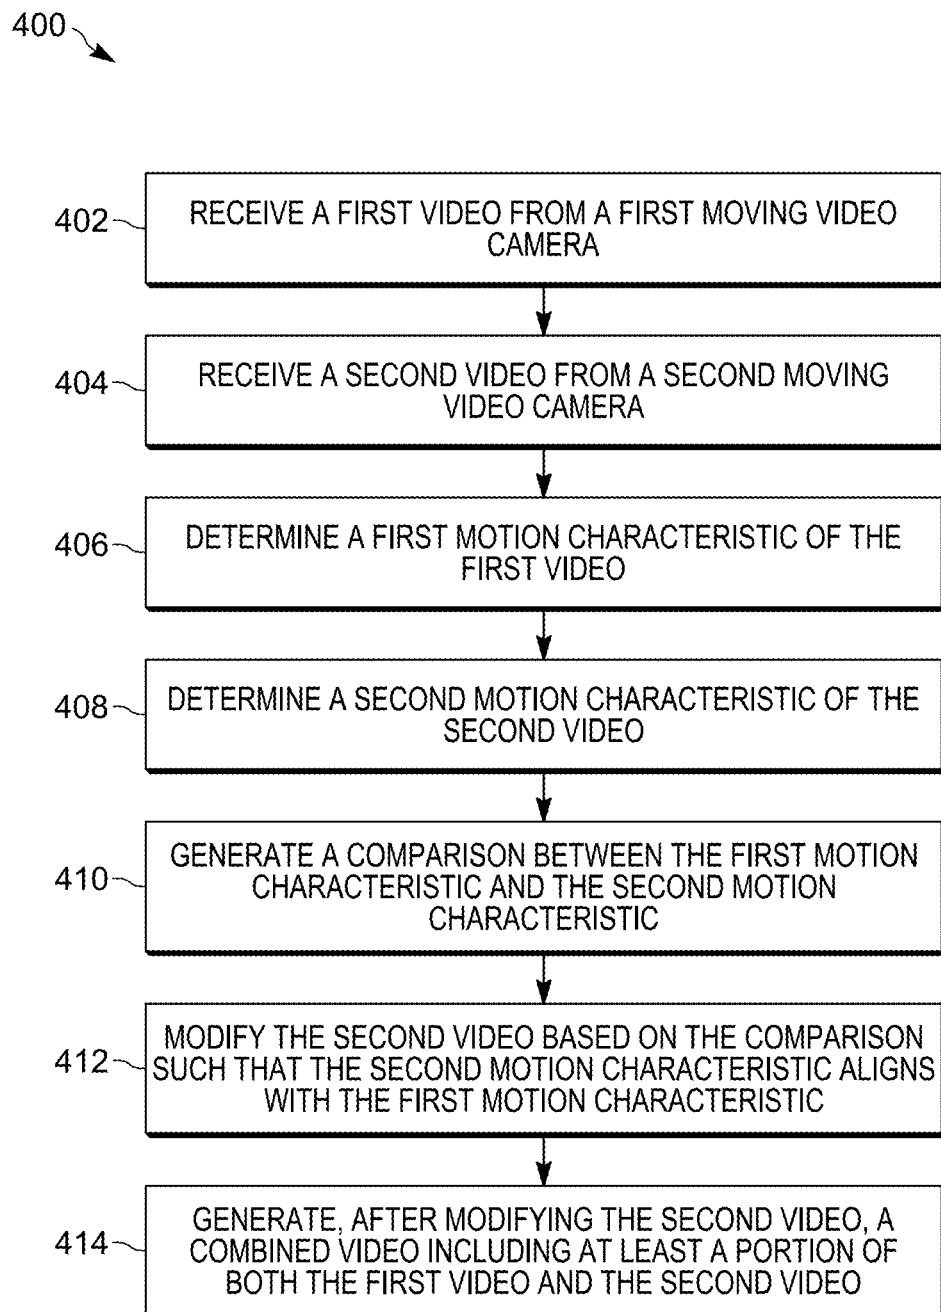 400
402
RECEIVE A FIRST VIDEO FROM A FIRST MOVING VIDEO
CAMERA
404
RECEIVE A SECOND VIDEO FROM A SECOND MOVING
VIDEO CAMERA
406
DETERMINE A FIRST MOTION CHARACTERISTIC OF THE
FIRST VIDEO
408
DETERMINE A SECOND MOTION CHARACTERISTIC OF THE
SECOND VIDEO
410
GENERATE A COMPARISON BETWEEN THE FIRST MOTION
CHARACTERISTIC AND THE SECOND MOTION
CHARACTERISTIC
412
MODIFY THE SECOND VIDEO BASED ON THE COMPARISON
SUCH THAT THE SECOND MOTION CHARACTERISTIC ALIGNS
WITH THE FIRST MOTION CHARACTERISTIC
414
GENERATE, AFTER MODIFYING THE SECOND VIDEO, A
COMBINED VIDEO INCLUDING AT LEAST A PORTION OF
BOTH THE FIRST VIDEO AND THE SECOND VIDEO